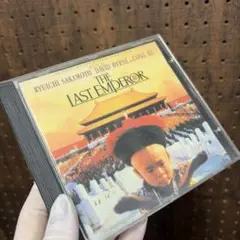 RYUICHI SAKAMOTO DAVID BYRNE CONG SU
THE
LAST EMPEROR